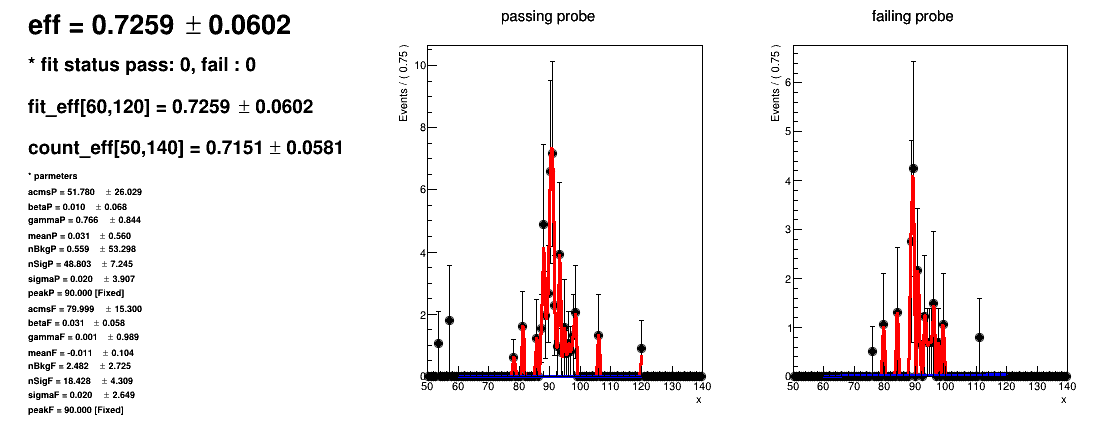 eff = 0.7259 ± 0.0602
* fit status pass: 0, fail : 0
fit_eff[60,120] = 0.7259 ± 0.0602
count_eff[50,140] = 0.7151 ± 0.0581
* parmeters
acmsP = 51.780 ± 26.029
betaP = 0.010 ± 0.068
gammaP = 0.766 ± 0.844
meanP = 0.031 ± 0.560
nBkgP = 0.559 ± 53.298
nSigP = 48.803 ± 7.245
sigmaP = 0.020 ± 3.907
peakP = 90.000 [Fixed]
acmsF = 79.999 ± 15.300
betaF = 0.031 ± 0.058
gammaF = 0.001 ± 0.989
meanF = -0.011 ± 0.104
nBkgF = 2.482 ± 2.725
nSigF = 18.428 ± 4.309
sigmaF = 0.020 ± 2.649
peakF = 90.000 [Fixed]
passing probe
Events / ( 0.75 )
10
8
6
4
2
0
50 60 70 80 90 100 110 120 130 140
x
failing probe
Events / ( 0.75 )
6
5
4
3
2
1
0
50 60 70 80 90 100 110 120 130 140
x